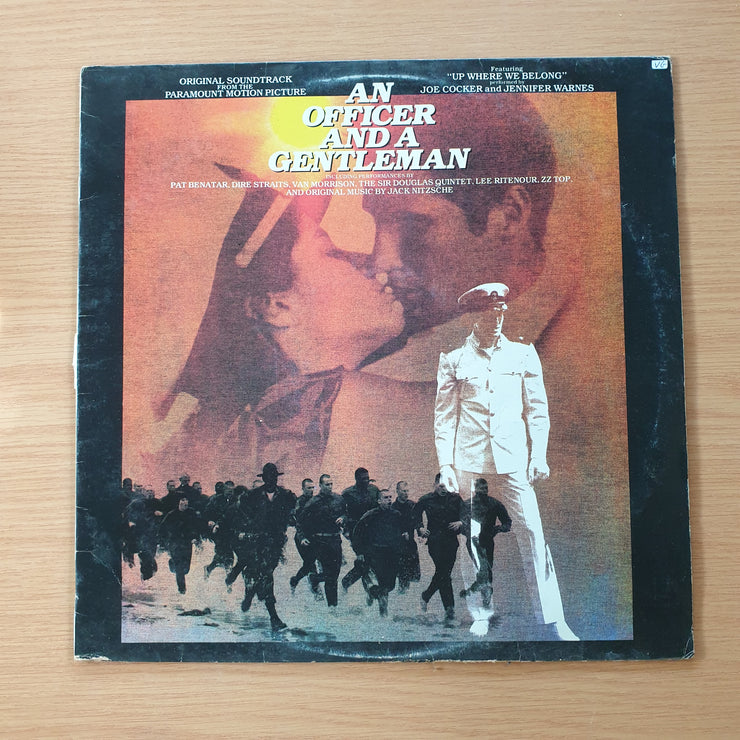 ORIGINAL SOUNDTRACK
FROM THE
PARAMOUNT MOTION PICTURE
Featuring
"UP WHERE WE BELONG"
performed by
JOE COCKER and JENNIFER WARNES
VG
AN
OFFICER
AND A
GENTLEMAN
INCLUDING PERFORMANCES BY
PAT BENATAR, DIRE STRAITS, VAN MORRISON, THE SIR DOUGLAS QUINTET, LEE RITENOUR, ZZ TOP,
AND ORIGINAL MUSIC BY JACK NITZSCHE